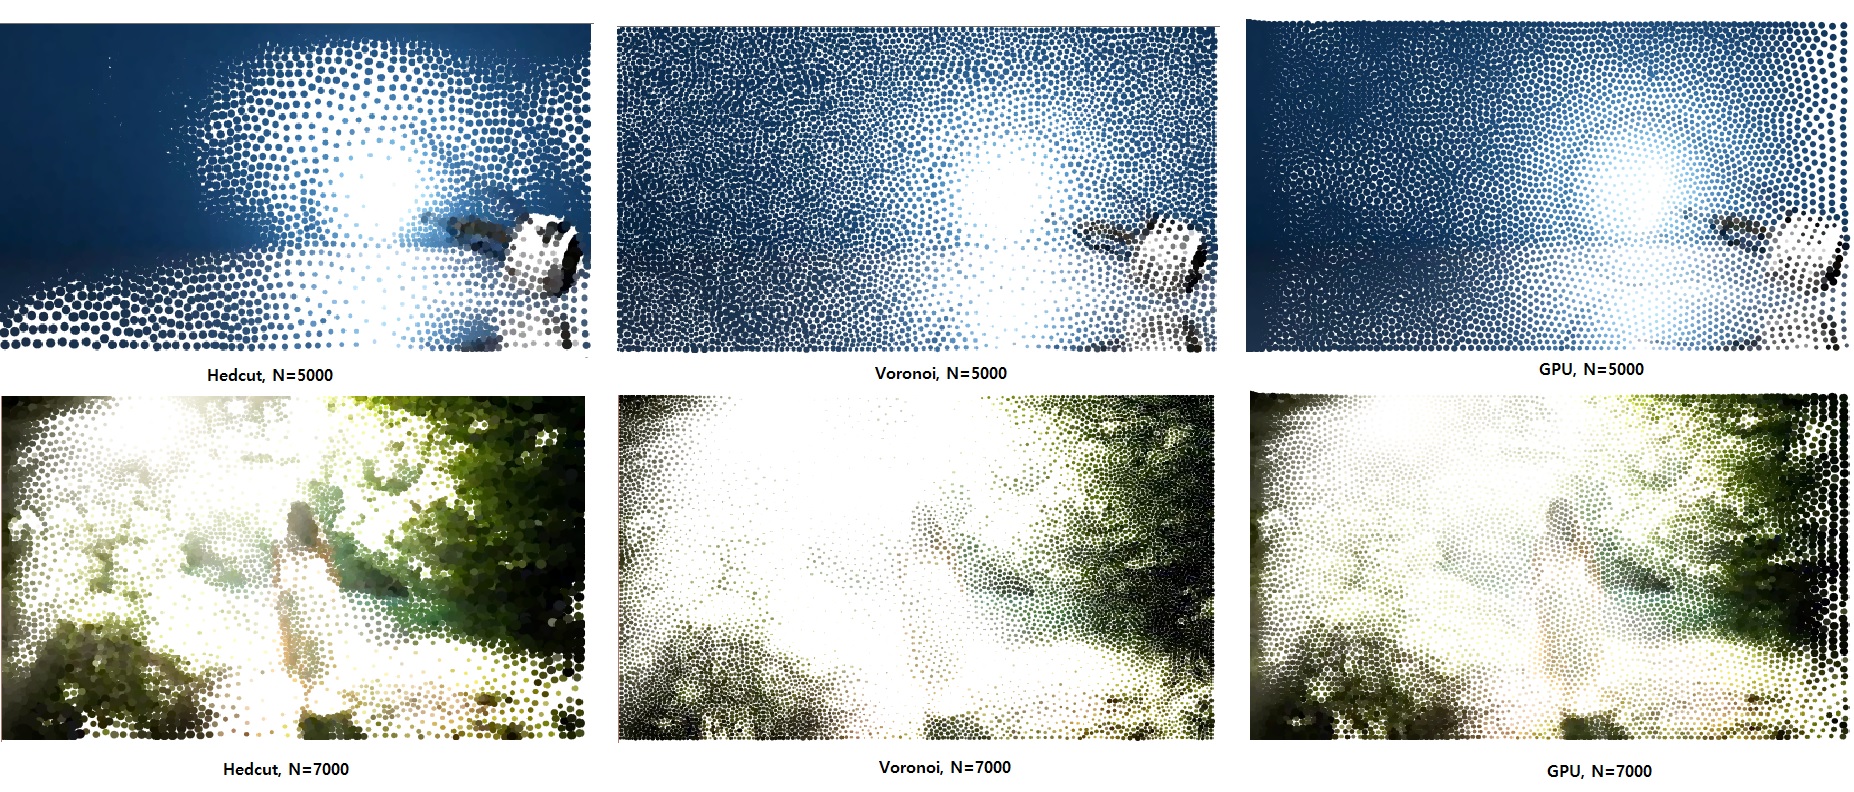 Hedcut, N=5000
Voronoi, N=5000
GPU, N=5000
Hedcut, N=7000
Voronoi, N=7000
GPU, N=7000